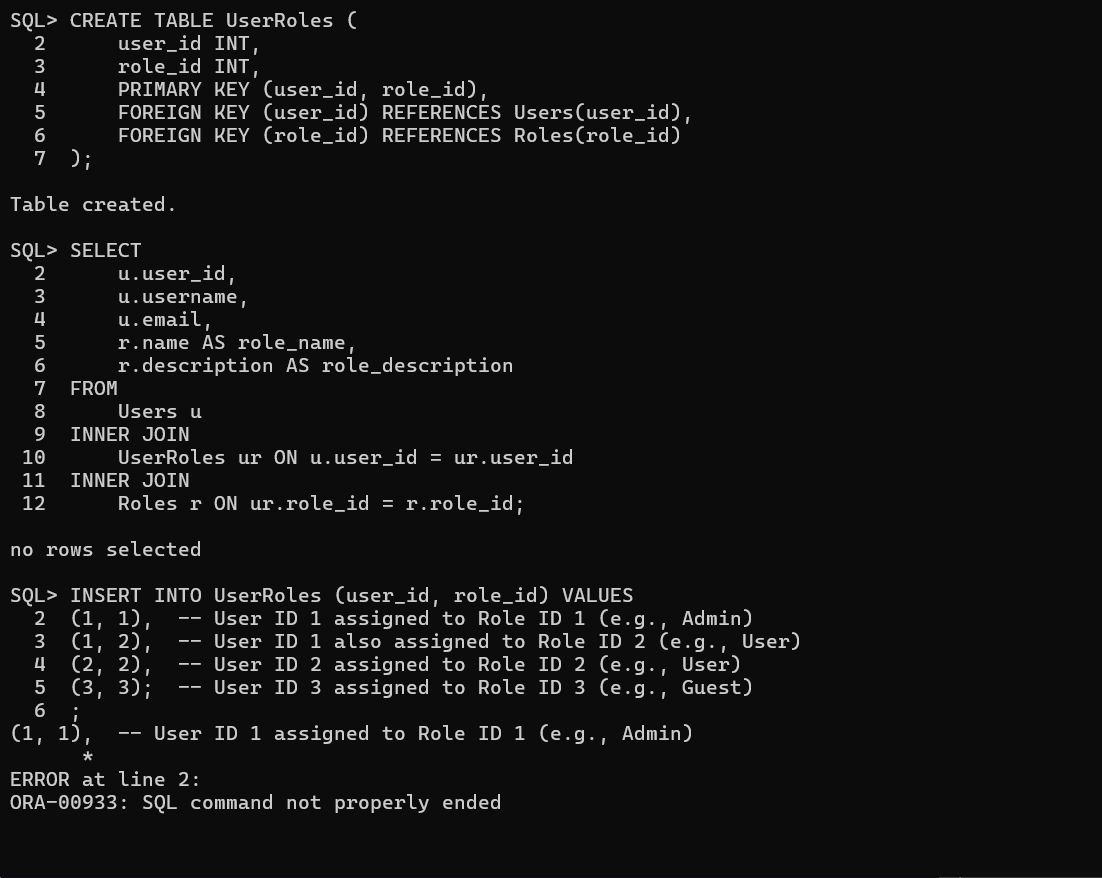 SQL> CREATE TABLE UserRoles (
  2      user_id INT,
  3      role_id INT,
  4      PRIMARY KEY (user_id, role_id),
  5      FOREIGN KEY (user_id) REFERENCES Users(user_id),
  6      FOREIGN KEY (role_id) REFERENCES Roles(role_id)
  7  );
Table created.
SQL> SELECT
  2      u.user_id,
  3      u.username,
  4      u.email,
  5      r.name AS role_name,
  6      r.description AS role_description
  7  FROM
  8      Users u
  9  INNER JOIN
 10      UserRoles ur ON u.user_id = ur.user_id
 11  INNER JOIN
 12      Roles r ON ur.role_id = r.role_id;
no rows selected
SQL> INSERT INTO UserRoles (user_id, role_id) VALUES
  2  (1, 1),  -- User ID 1 assigned to Role ID 1 (e.g., Admin)
  3  (1, 2),  -- User ID 1 also assigned to Role ID 2 (e.g., User)
  4  (2, 2),  -- User ID 2 assigned to Role ID 2 (e.g., User)
  5  (3, 3);  -- User ID 3 assigned to Role ID 3 (e.g., Guest)
  6  ;
(1, 1),  -- User ID 1 assigned to Role ID 1 (e.g., Admin)
      *
ERROR at line 2:
ORA-00933: SQL command not properly ended